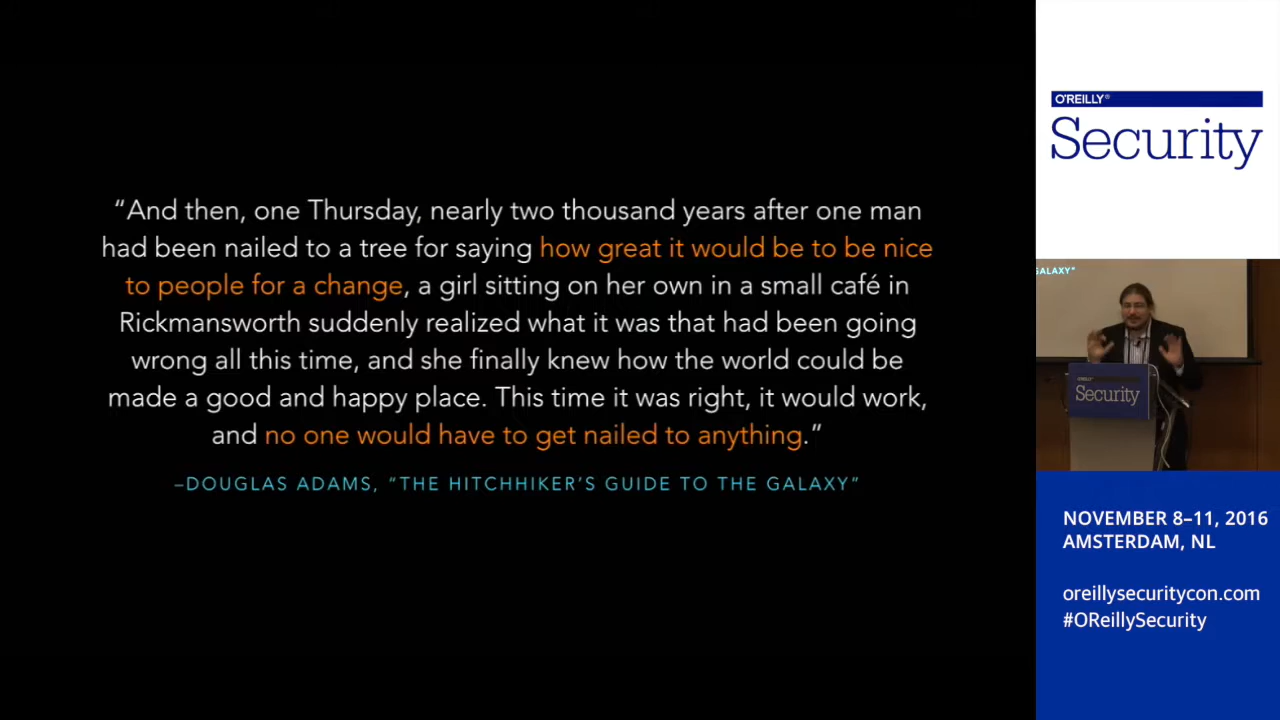 “And then, one Thursday, nearly two thousand years after one man
had been nailed to a tree for saying how great it would be to be nice
to people for a change, a girl sitting on her own in a small café in
Rickmansworth suddenly realized what it was that had been going
wrong all this time, and she finally knew how the world could be
made a good and happy place. This time it was right, it would work,
and no one would have to get nailed to anything.”
–DOUGLAS ADAMS, “THE HITCHHIKER’S GUIDE TO THE GALAXY”
O'REILLY®
Security
GALAXY”
O'REILLY
Security
NOVEMBER 8–11, 2016
AMSTERDAM, NL
oreillysecuritycon.com
#OReillySecurity